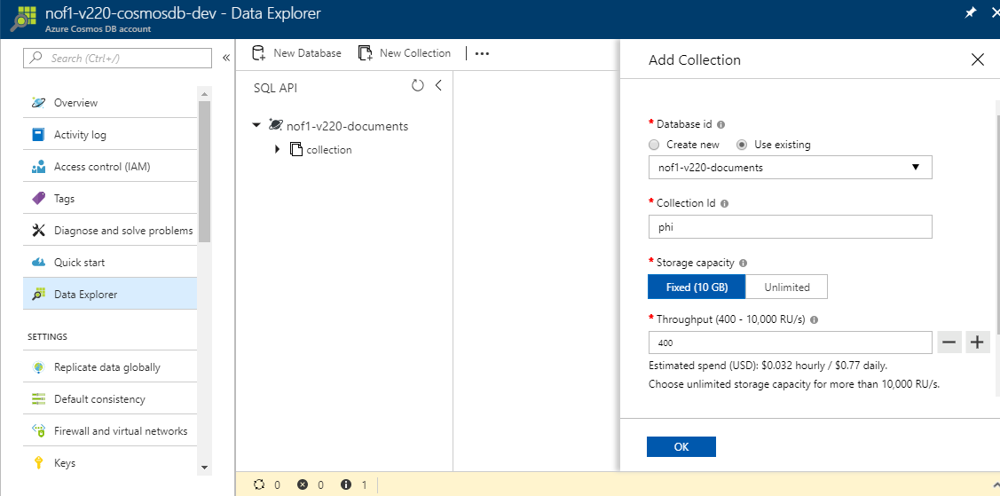 nof1-v220-cosmosdb-dev - Data Explorer
Azure Cosmos DB account
Search (Ctrl+/)
Overview
Activity log
Access control (IAM)
Tags
Diagnose and solve problems
Quick start
Data Explorer
SETTINGS
Replicate data globally
Default consistency
Firewall and virtual networks
Keys
New Database
New Collection
SQL API
nof1-v220-documents
collection
Add Collection
* Database id
Create new Use existing
nof1-v220-documents
* Collection Id
phi
* Storage capacity
Fixed (10 GB) Unlimited
* Throughput (400 - 10,000 RU/s)
400
Estimated spend (USD): $0.032 hourly / $0.77 daily.
Choose unlimited storage capacity for more than 10,000 RU/s.
OK
0 0 1